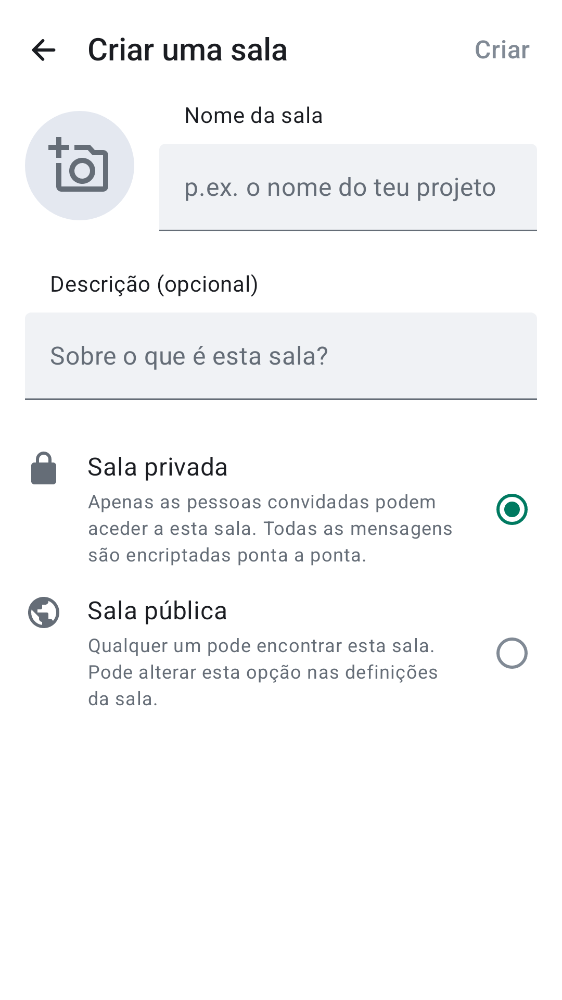 Criar uma sala
Criar
Nome da sala
p.ex. o nome do teu projeto
Descrição (opcional)
Sobre o que é esta sala?
Sala privada
Apenas as pessoas convidadas podem
aceder a esta sala. Todas as mensagens
são encriptadas ponta a ponta.
Sala pública
Qualquer um pode encontrar esta sala.
Pode alterar esta opção nas definições
da sala.